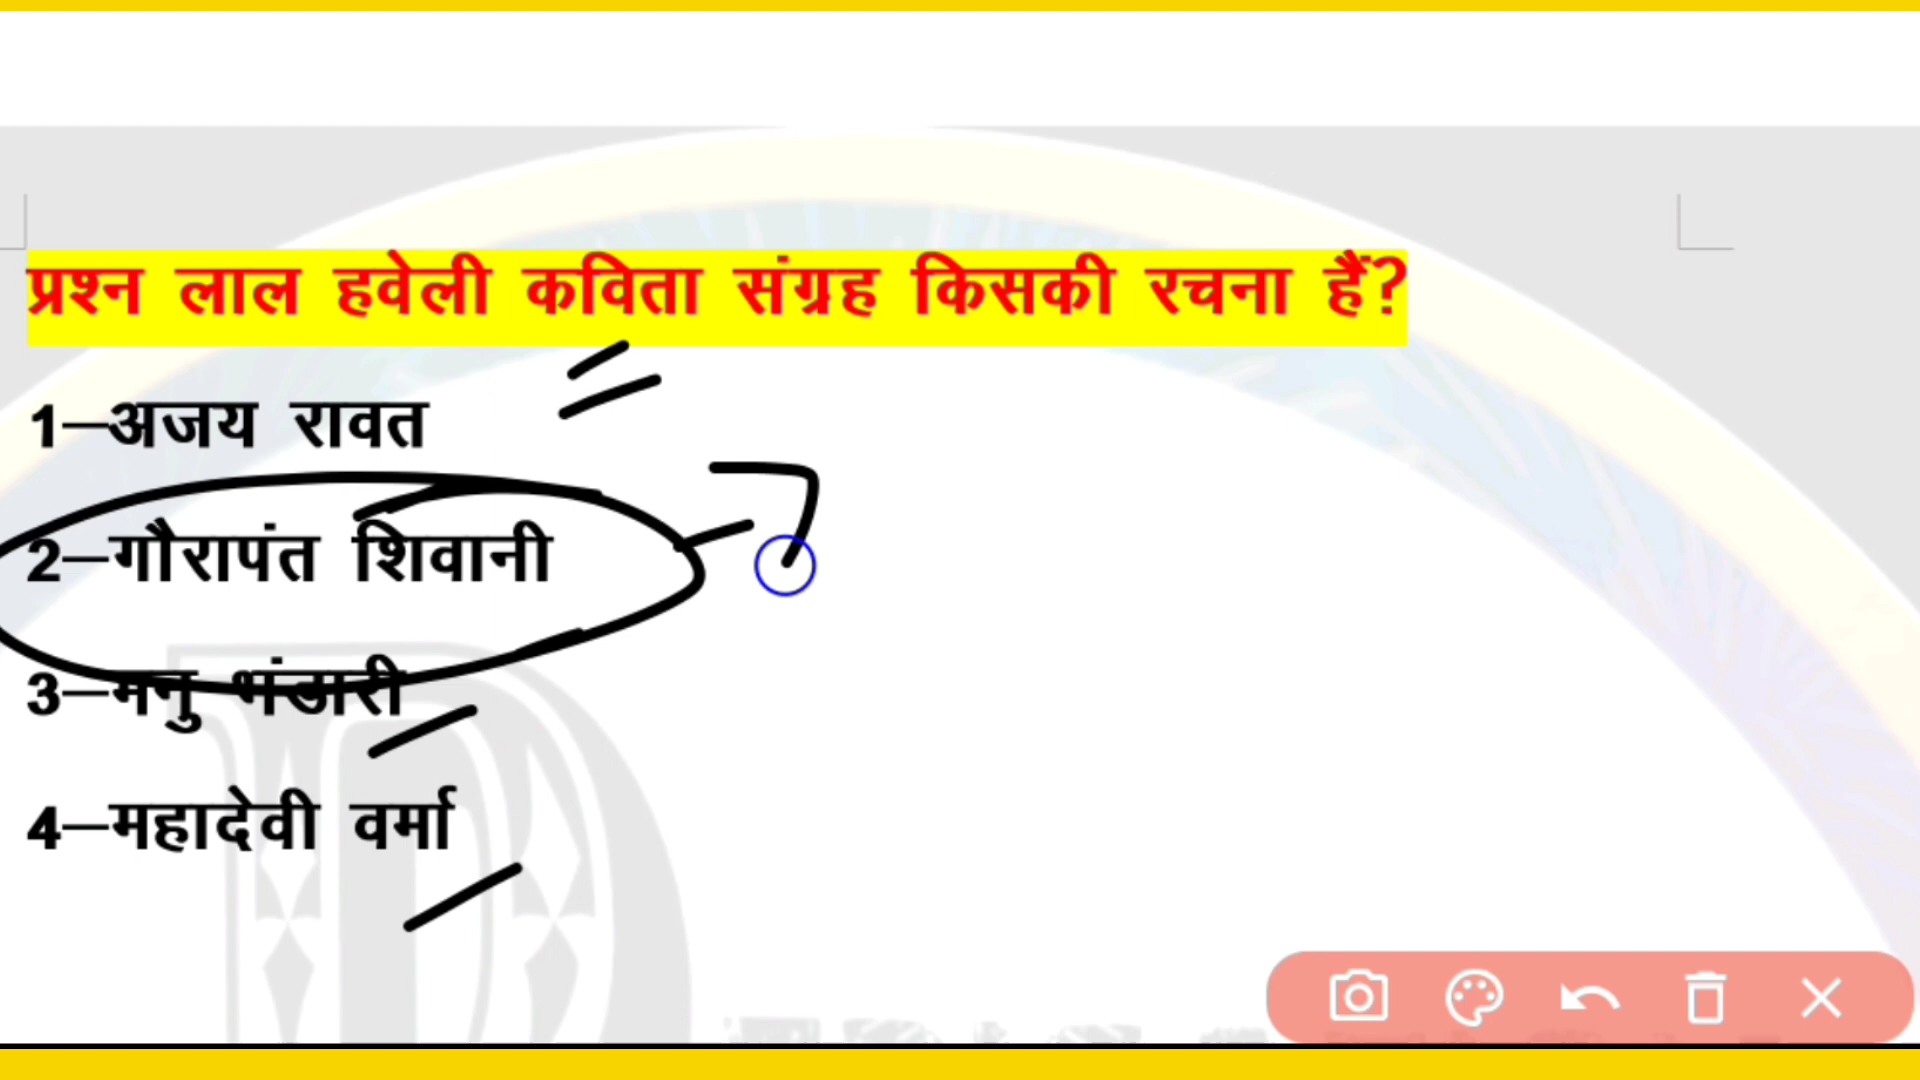 प्रश्न लाल हवेली कविता संग्रह किसकी रचना हैं?
1–अजय रावत
2–गौरापंत शिवानी
3–मनु भंडारी
4–महादेवी वर्मा